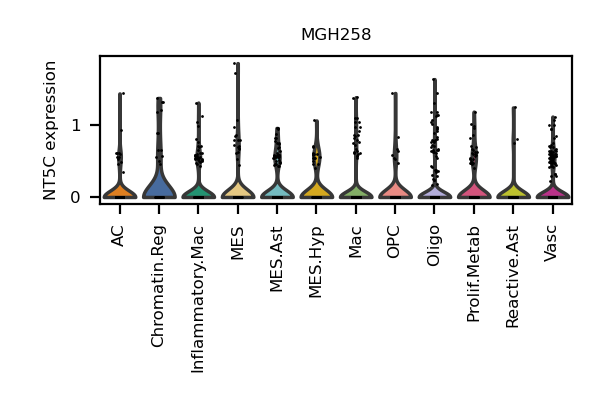 MGH258
NT5C expression
1
0
AC
Chromatin.Reg
Inflammatory.Mac
MES
MES.Ast
MES.Hyp
Mac
OPC
Oligo
Prolif.Metab
Reactive.Ast
Vasc